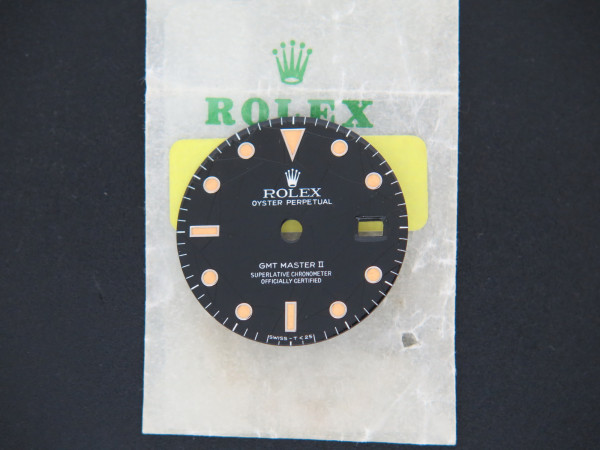 ROLEX
ROLEX
OYSTER PERPETUAL
GMT MASTER II
SUPERLATIVE CHRONOMETER
OFFICIALLY CERTIFIED
SWISS - T < 25